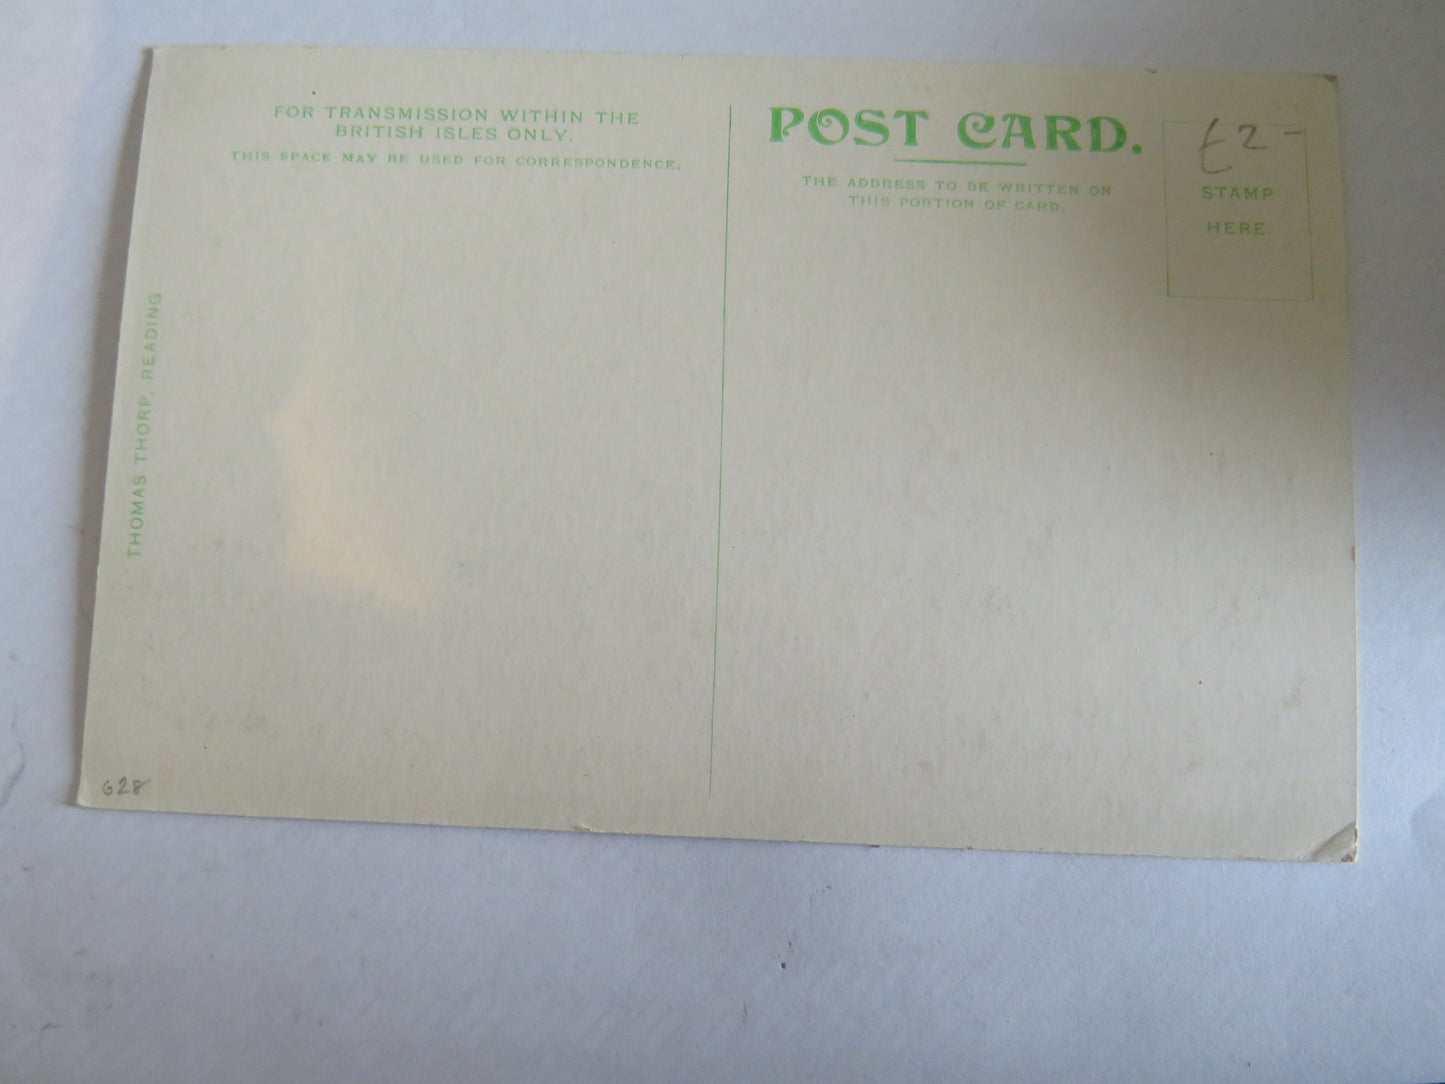 FOR TRANSMISSION WITHIN THE
BRITISH ISLES ONLY.
THIS SPACE MAY BE USED FOR CORRESPONDENCE.
POST CARD.
THE ADDRESS TO BE WRITTEN ON
THIS PORTION OF CARD.
£2-
STAMP
HERE.
THOMAS THORP, READING
628